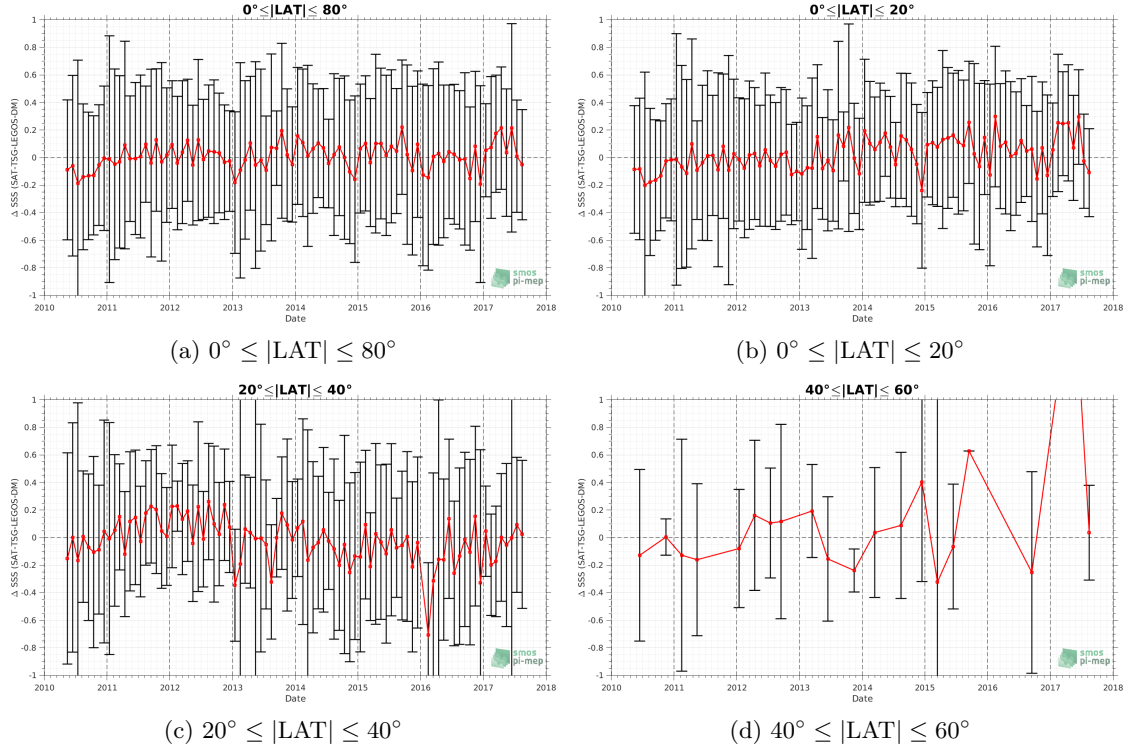 0°≤|LAT|≤ 80°
1
0.8
0.6
0.4
0.2
0
-0.2
-0.4
-0.6
-0.8
-1
Δ SSS (SAT-TSG-LEGOS-DM)
2010 2011 2012 2013 2014 2015 2016 2017 2018
Date
smos
pi-mep
(a) 0° ≤ |LAT| ≤ 80°
0°≤|LAT|≤ 20°
1
0.8
0.6
0.4
0.2
0
-0.2
-0.4
-0.6
-0.8
-1
Δ SSS (SAT-TSG-LEGOS-DM)
2010 2011 2012 2013 2014 2015 2016 2017 2018
Date
smos
pi-mep
(b) 0° ≤ |LAT| ≤ 20°
20°≤|LAT|≤ 40°
1
0.8
0.6
0.4
0.2
0
-0.2
-0.4
-0.6
-0.8
-1
Δ SSS (SAT-TSG-LEGOS-DM)
2010 2011 2012 2013 2014 2015 2016 2017 2018
Date
smos
pi-mep
(c) 20° ≤ |LAT| ≤ 40°
40°≤|LAT|≤ 60°
1
0.8
0.6
0.4
0.2
0
-0.2
-0.4
-0.6
-0.8
-1
Δ SSS (SAT-TSG-LEGOS-DM)
2010 2011 2012 2013 2014 2015 2016 2017 2018
Date
smos
pi-mep
(d) 40° ≤ |LAT| ≤ 60°